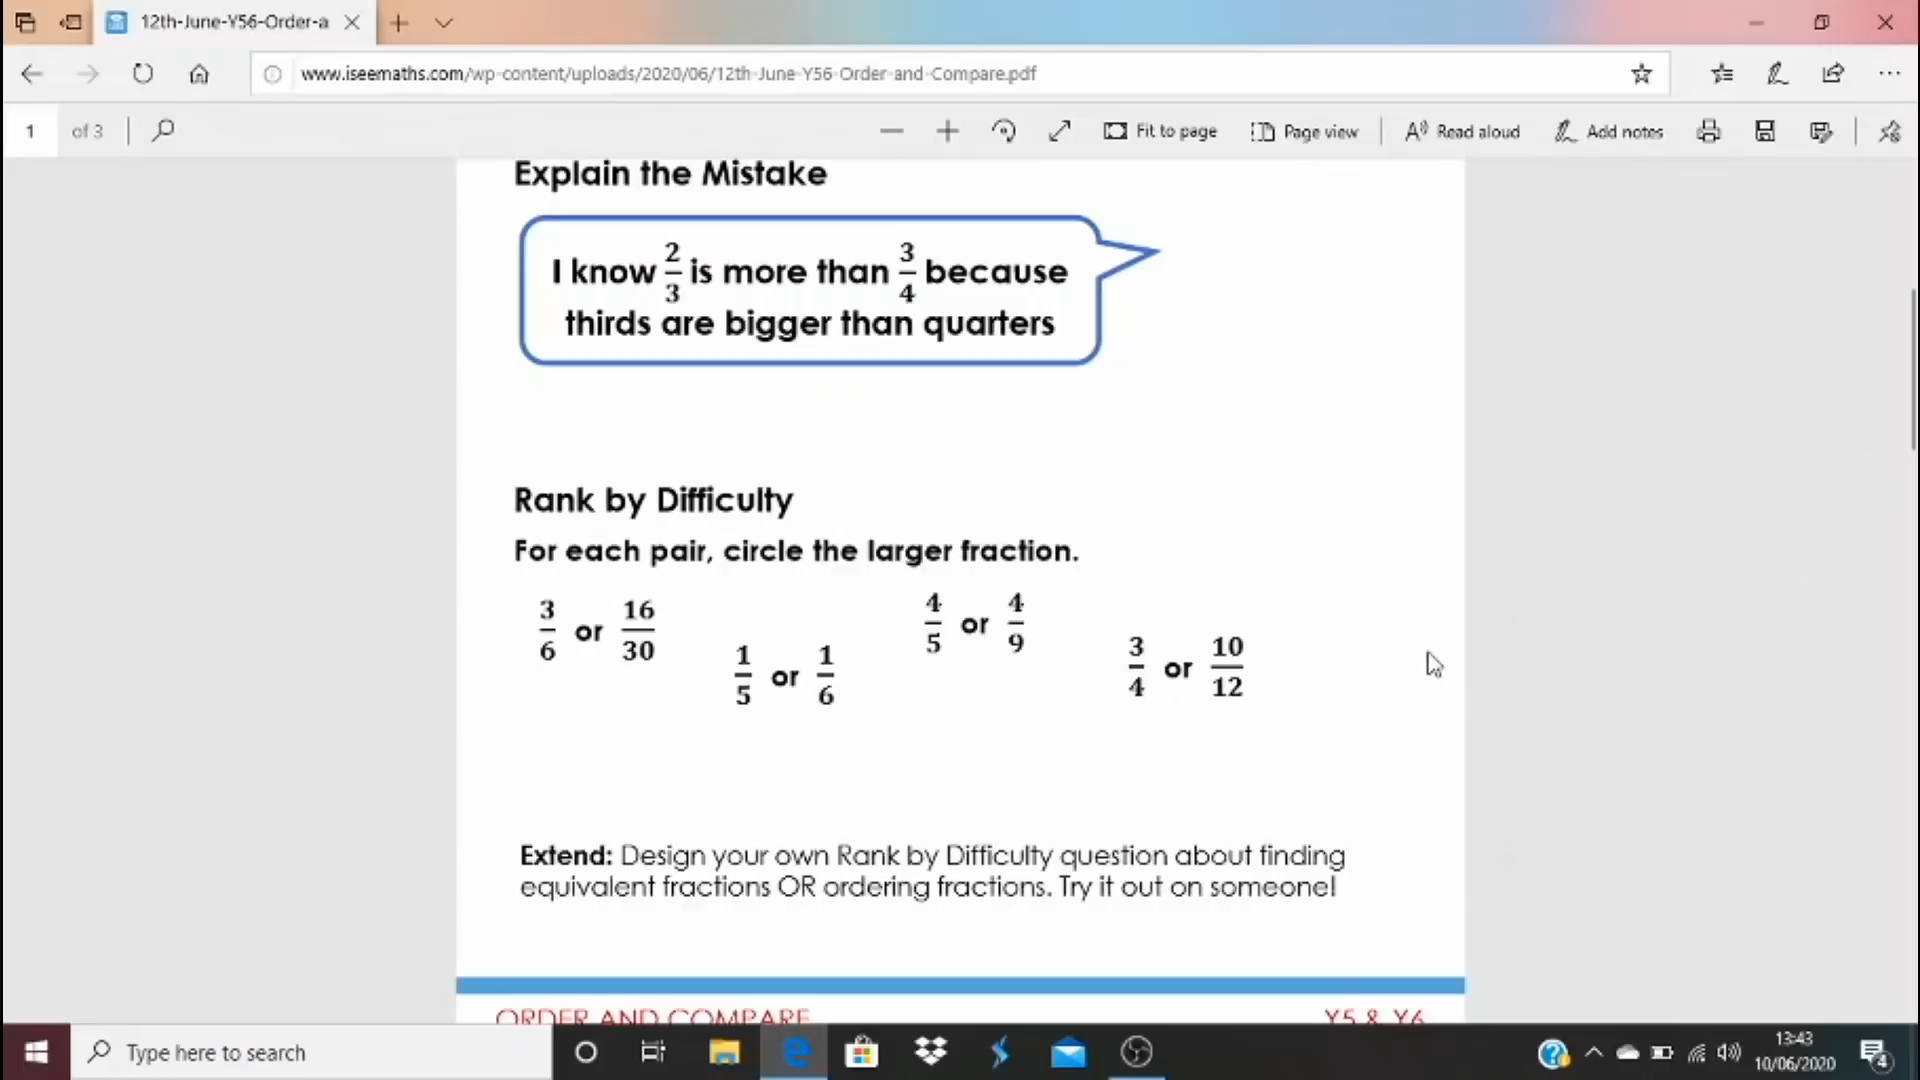 12th-June-Y56-Order-a
www.iseemaths.com/wp-content/uploads/2020/06/12th-June-Y56-Order-and-Compare.pdf
1 of 3 Fit to page Page view Read aloud Add notes
Explain the Mistake
I know 2/3 is more than 3/4 because
thirds are bigger than quarters
Rank by Difficulty
For each pair, circle the larger fraction.
3/6 or 16/30
1/5 or 1/6
4/5 or 4/9
3/4 or 10/12
Extend: Design your own Rank by Difficulty question about finding
equivalent fractions OR ordering fractions. Try it out on someone!
ORDER AND COMPARE Y5 & Y6
Type here to search
13:43
10/06/2020
4